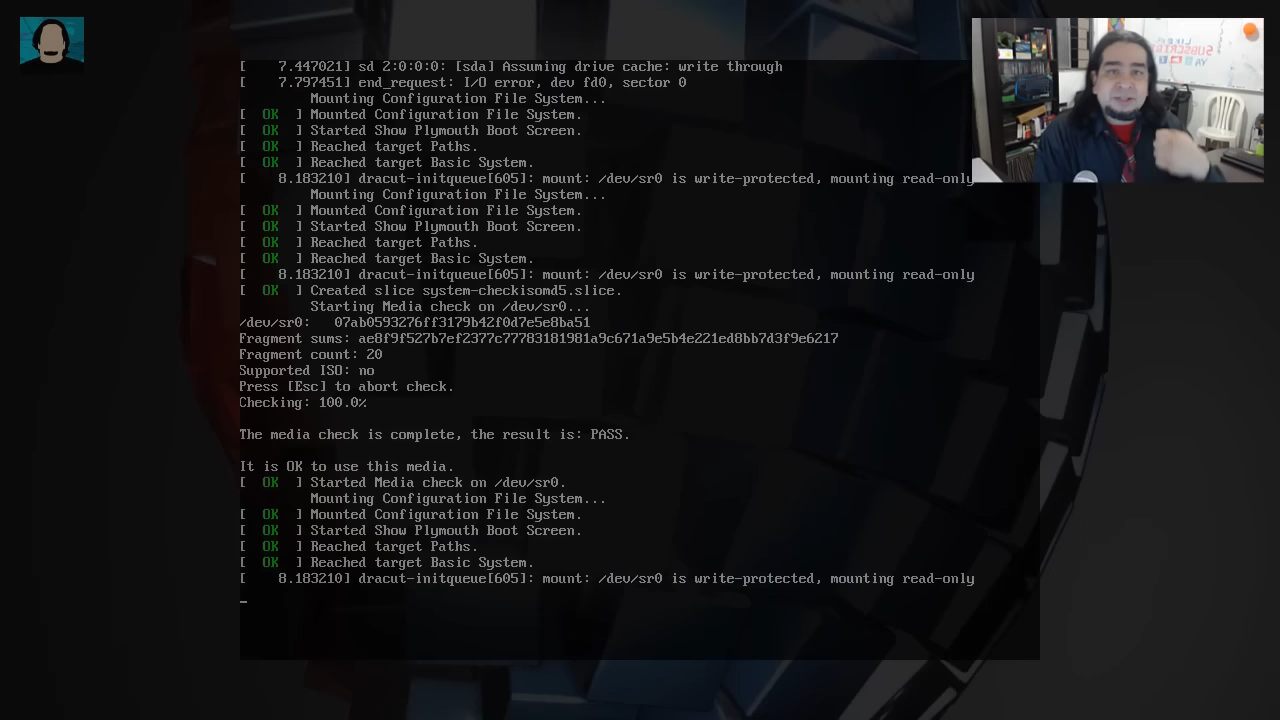 [    7.447021] sd 2:0:0:0: [sda] Assuming drive cache: write through
[    7.797451] end_request: I/O error, dev fd0, sector 0
Mounting Configuration File System...
[  OK  ] Mounted Configuration File System.
[  OK  ] Started Show Plymouth Boot Screen.
[  OK  ] Reached target Paths.
[  OK  ] Reached target Basic System.
[    8.183210] dracut-initqueue[605]: mount: /dev/sr0 is write-protected, mounting read-only
Mounting Configuration File System...
[  OK  ] Mounted Configuration File System.
[  OK  ] Started Show Plymouth Boot Screen.
[  OK  ] Reached target Paths.
[  OK  ] Reached target Basic System.
[    8.183210] dracut-initqueue[605]: mount: /dev/sr0 is write-protected, mounting read-only
[  OK  ] Created slice system-checkisomd5.slice.
Starting Media check on /dev/sr0...
/dev/sr0:   07ab0593276ff3179b42f0d7e5e8ba51
Fragment sums: ae8f9f527b7ef2377c77783181981a9c671a9e5b4e221ed8bb7d3f9e6217
Fragment count: 20
Supported ISO: no
Press [Esc] to abort check.
Checking: 100.0%
The media check is complete, the result is: PASS.
It is OK to use this media.
[  OK  ] Started Media check on /dev/sr0.
Mounting Configuration File System...
[  OK  ] Mounted Configuration File System.
[  OK  ] Started Show Plymouth Boot Screen.
[  OK  ] Reached target Paths.
[  OK  ] Reached target Basic System.
[    8.183210] dracut-initqueue[605]: mount: /dev/sr0 is write-protected, mounting read-only